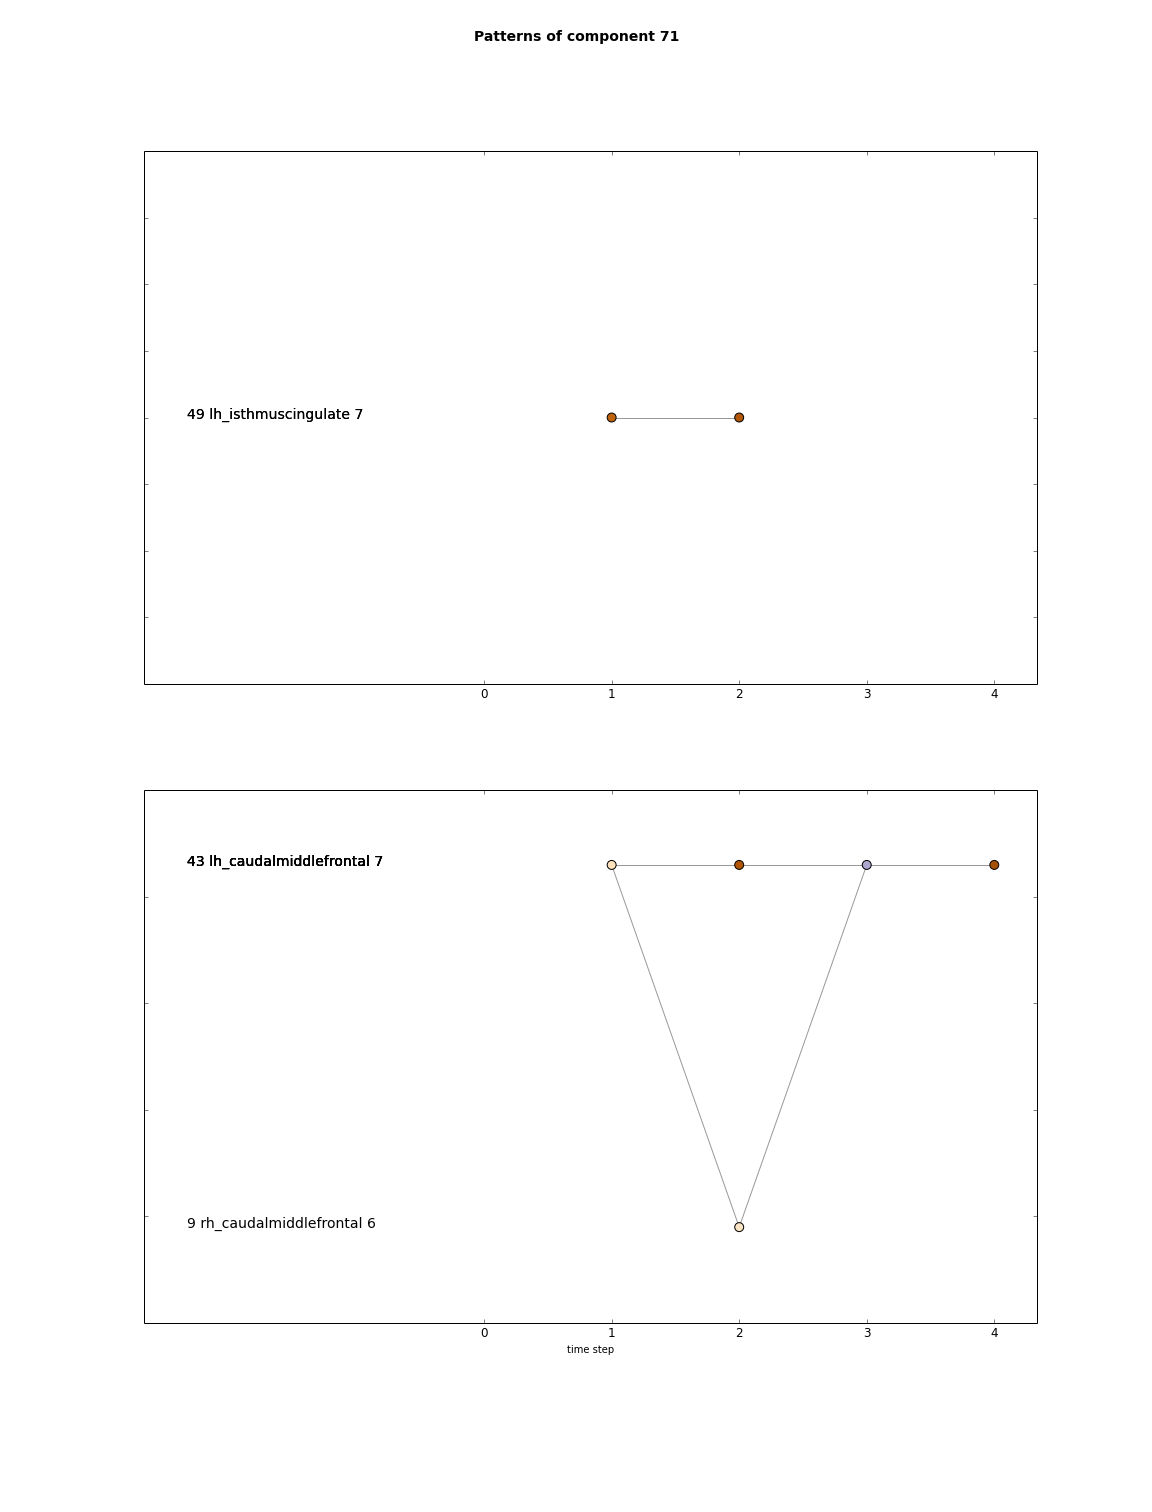 Patterns of component 71
49 lh_isthmuscingulate 7
0 1 2 3 4
43 lh_caudalmiddlefrontal 7
9 rh_caudalmiddlefrontal 6
0 1 2 3 4
time step